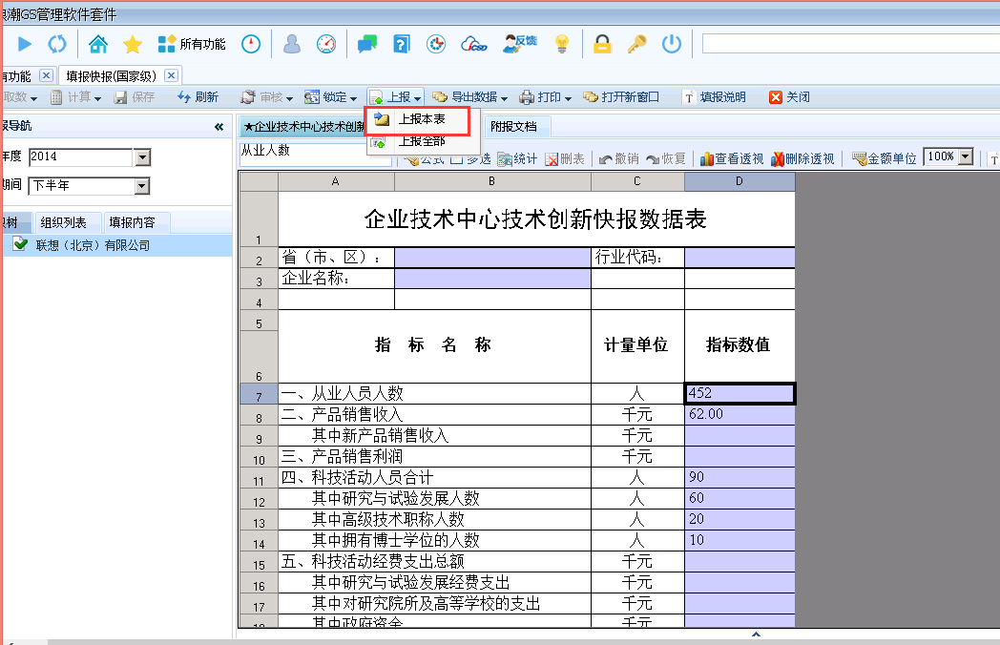 潮GS管理软件套件
所有功能
反馈
有功能
填报快报(国家级)
取数
计算
保存
刷新
审核
锁定
上报
导出数据
打印
打开新窗口
填报说明
关闭
报导航
★企业技术中心技术创新
上报本表
上报全部
附报文档
年度
2014
期间
下半年
从业人数
公式
多选
统计
删表
撤销
恢复
查看透视
删除透视
金额单位
100%
织树
组织列表
填报内容
联想（北京）有限公司
A B C D
1 企业技术中心技术创新快报数据表
2 省（市、区）： 行业代码：
3 企业名称：
4
5
6 指 标 名 称 计量单位 指标数值
7 一、从业人员人数 人 452
8 二、产品销售收入 千元 62.00
9 其中新产品销售收入 千元
10 三、产品销售利润 千元
11 四、科技活动人员合计 人 90
12 其中研究与试验发展人数 人 60
13 其中高级技术职称人数 人 20
14 其中拥有博士学位的人数 人 10
15 五、科技活动经费支出总额 千元
16 其中研究与试验发展经费支出 千元
17 其中对研究院所及高等学校的支出 千元
18 其中政府资金 千元